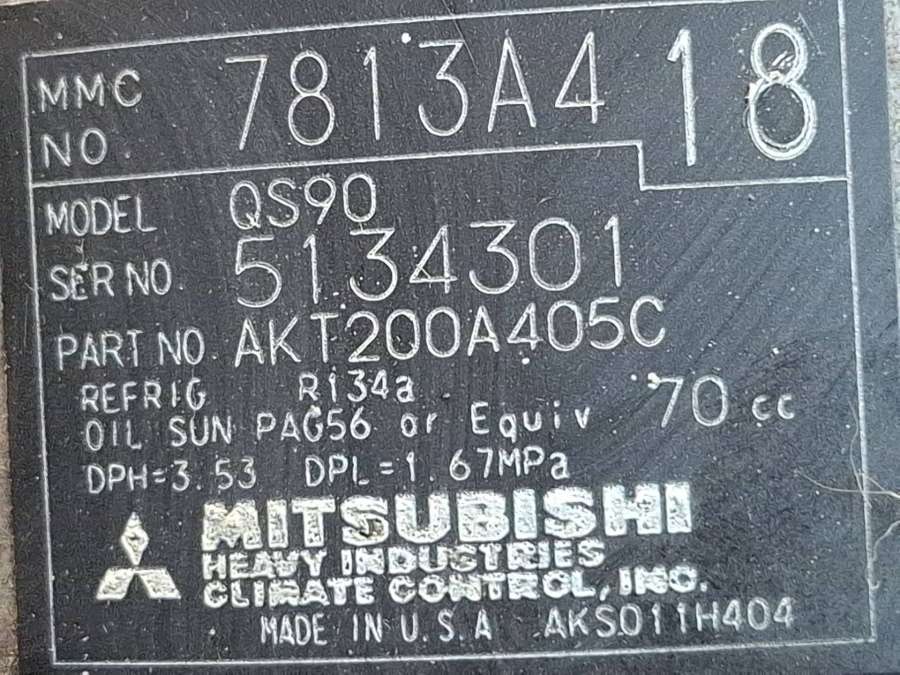 MMC NO 7813A418
MODEL QS90
SER NO. 5134301
PART NO AKT200A405C
REFRIG R134a
OIL SUN PAG56 or Equiv 70 cc
DPH=3.53 DPL=1.67MPa
MITSUBISHI
HEAVY INDUSTRIES
CLIMATE CONTROL, INC.
MADE IN U.S.A AKS011H404